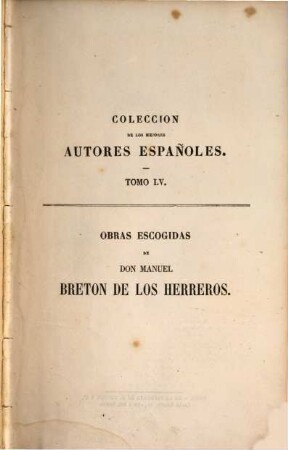 COLECCION
DE LOS MEJORES
AUTORES ESPAÑOLES.
TOMO LV.
OBRAS ESCOGIDAS
DE
DON MANUEL
BRETON DE LOS HERREROS.